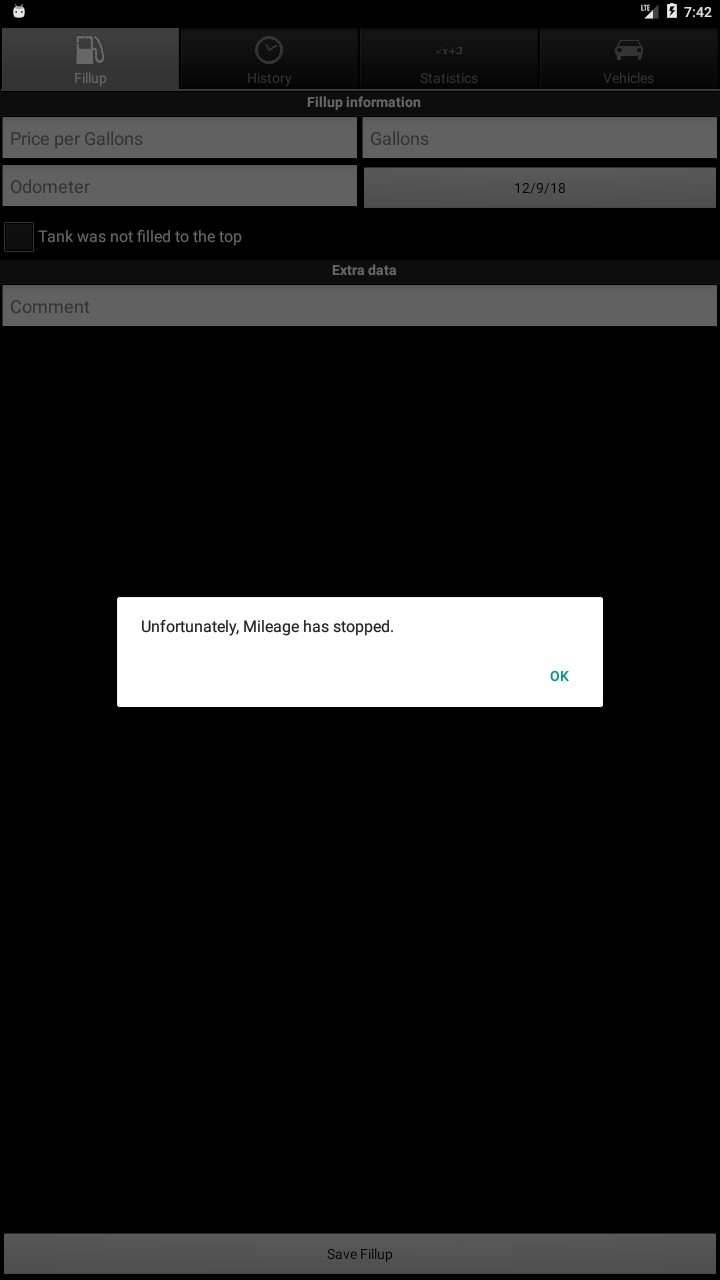 LTE 7:42
Fillup
History
√x+2
Statistics
Vehicles
Fillup information
Price per Gallons
Gallons
Odometer
12/9/18
Tank was not filled to the top
Extra data
Comment
Unfortunately, Mileage has stopped.
OK
Save Fillup